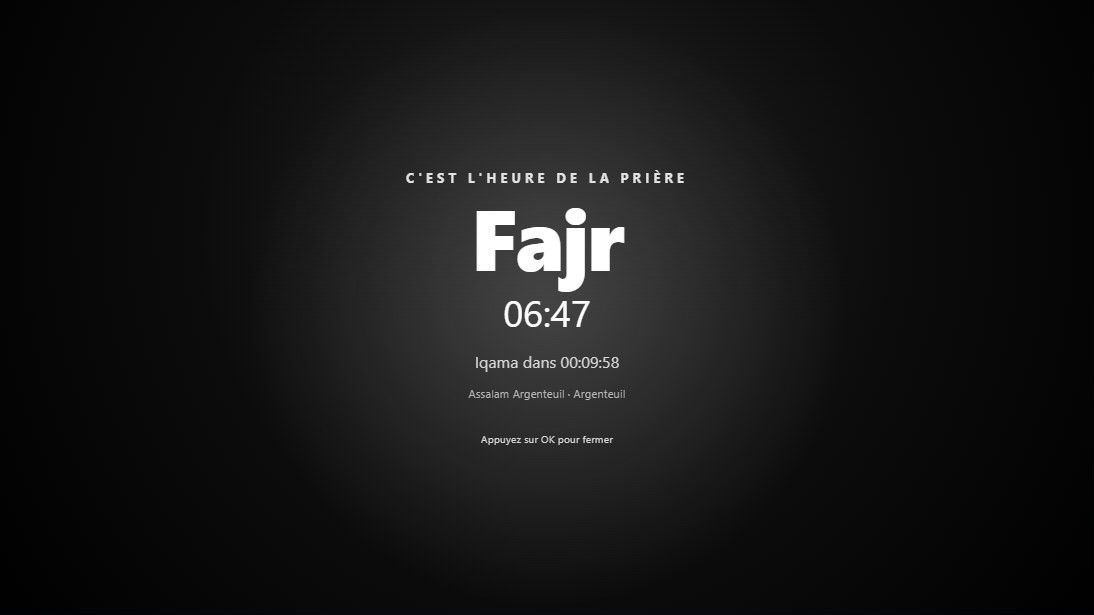 C'EST L'HEURE DE LA PRIÈRE
Fajr
06:47
Iqama dans 00:09:58
Assalam Argenteuil · Argenteuil
Appuyez sur OK pour fermer